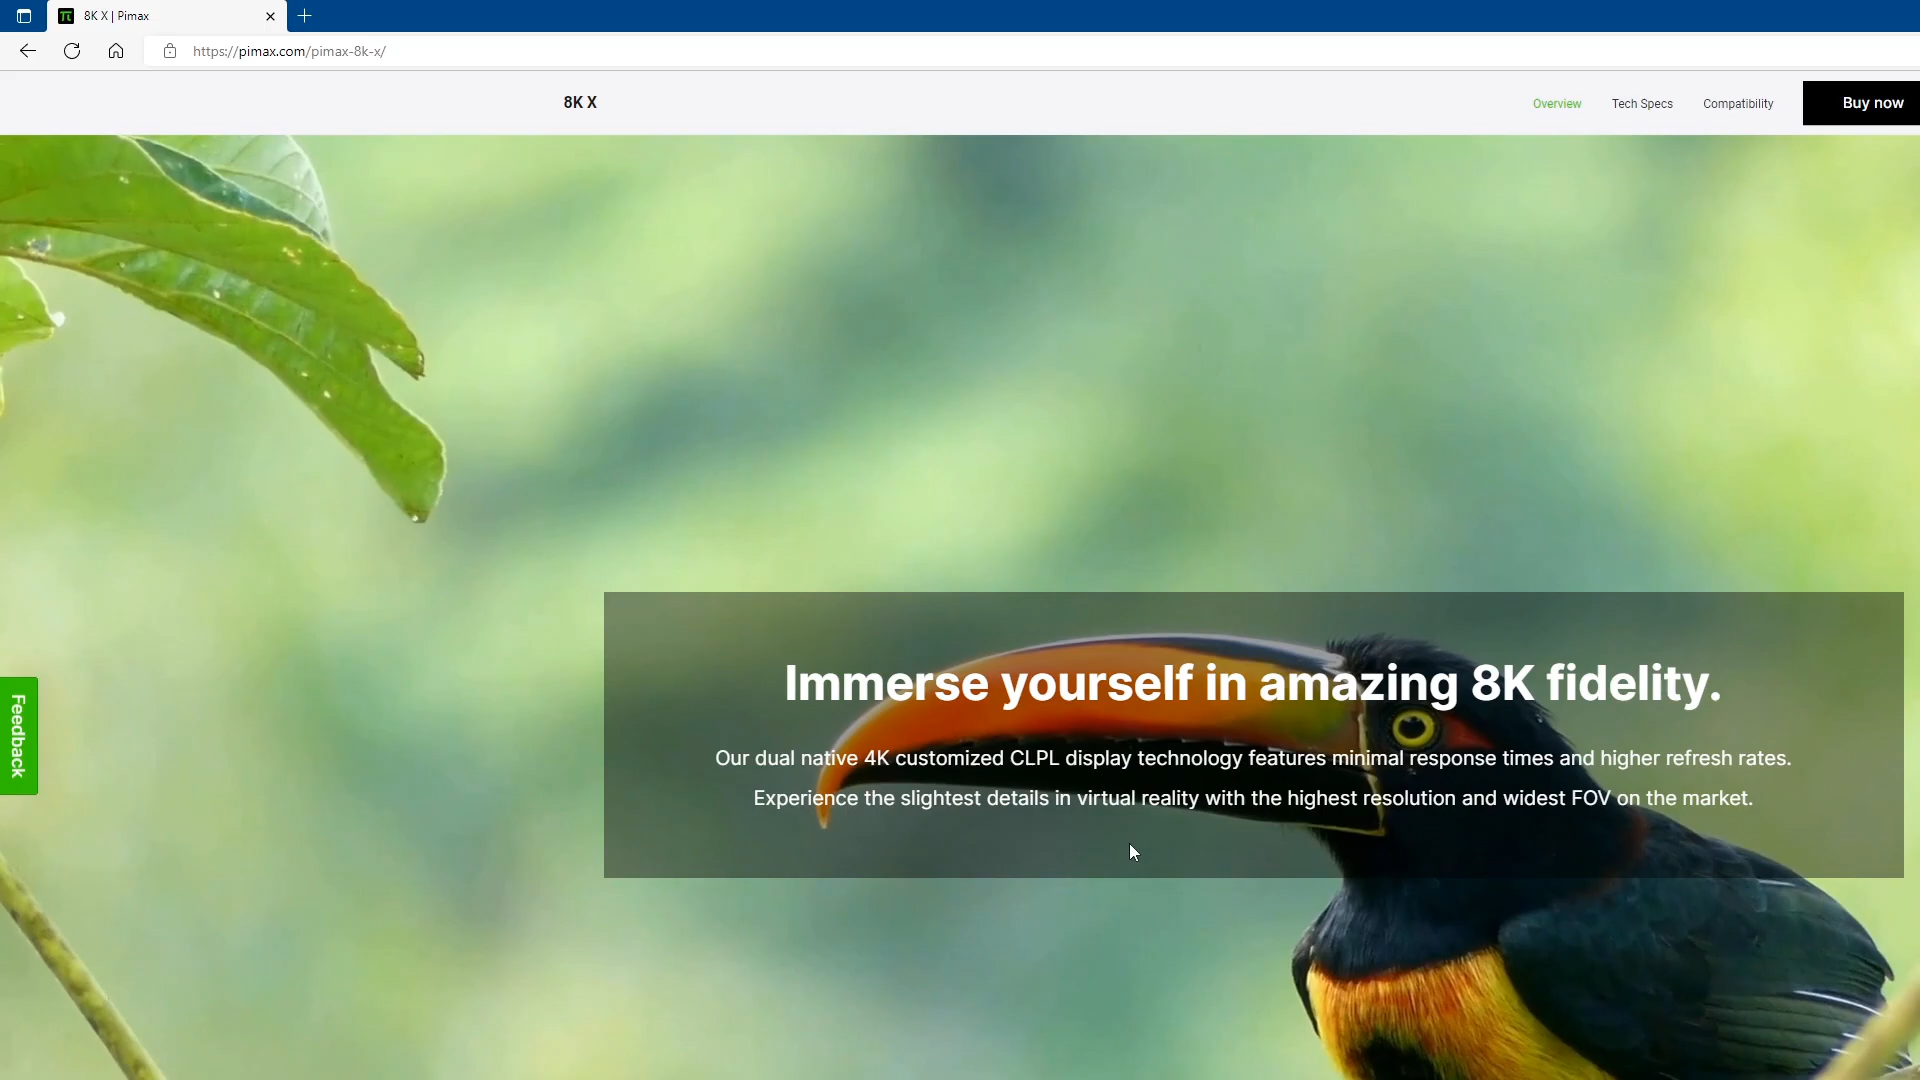 8K X | Pimax
https://pimax.com/pimax-8k-x/
8K X
Overview
Tech Specs
Compatibility
Buy now
Immerse yourself in amazing 8K fidelity.
Our dual native 4K customized CLPL display technology features minimal response times and higher refresh rates.
Experience the slightest details in virtual reality with the highest resolution and widest FOV on the market.
Feedback